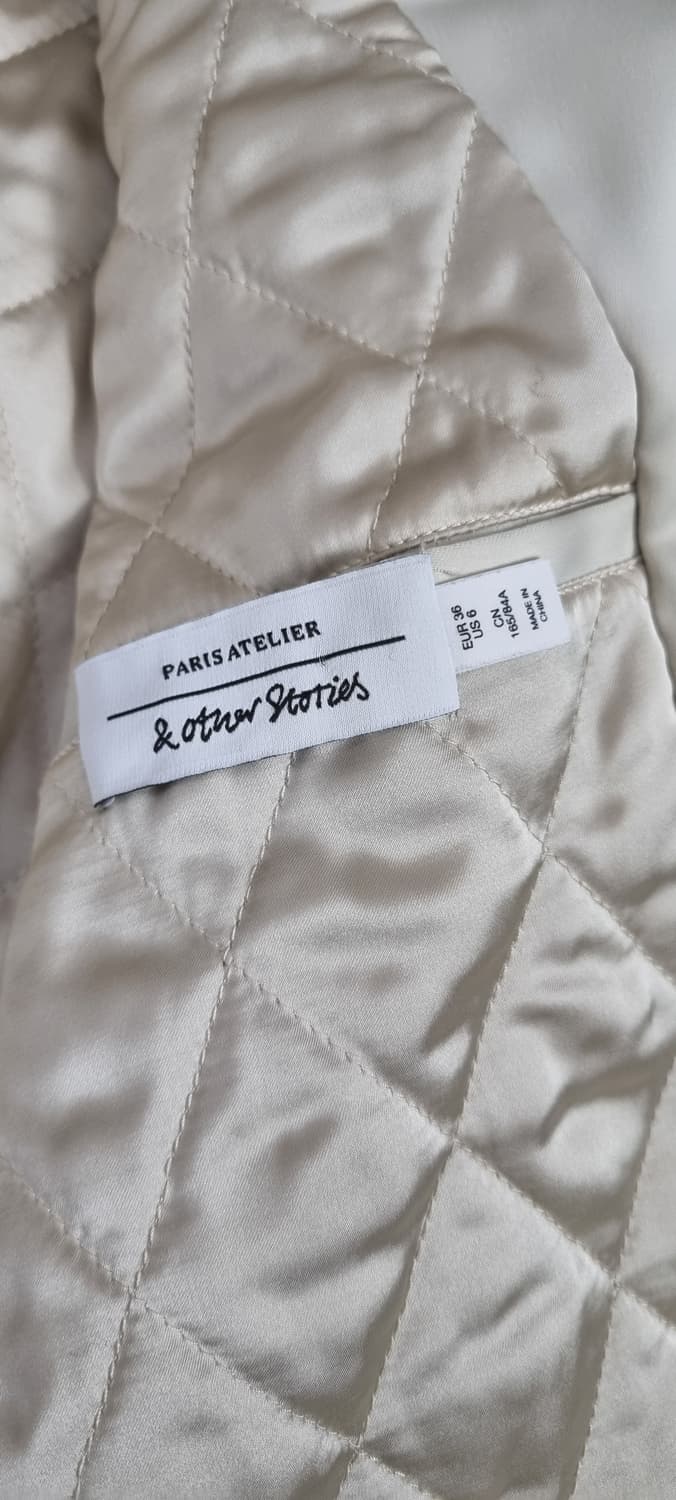 PARIS ATELIER
& other Stories
EUR 36
US 6
CN
165/84A
MADE IN
CHINA